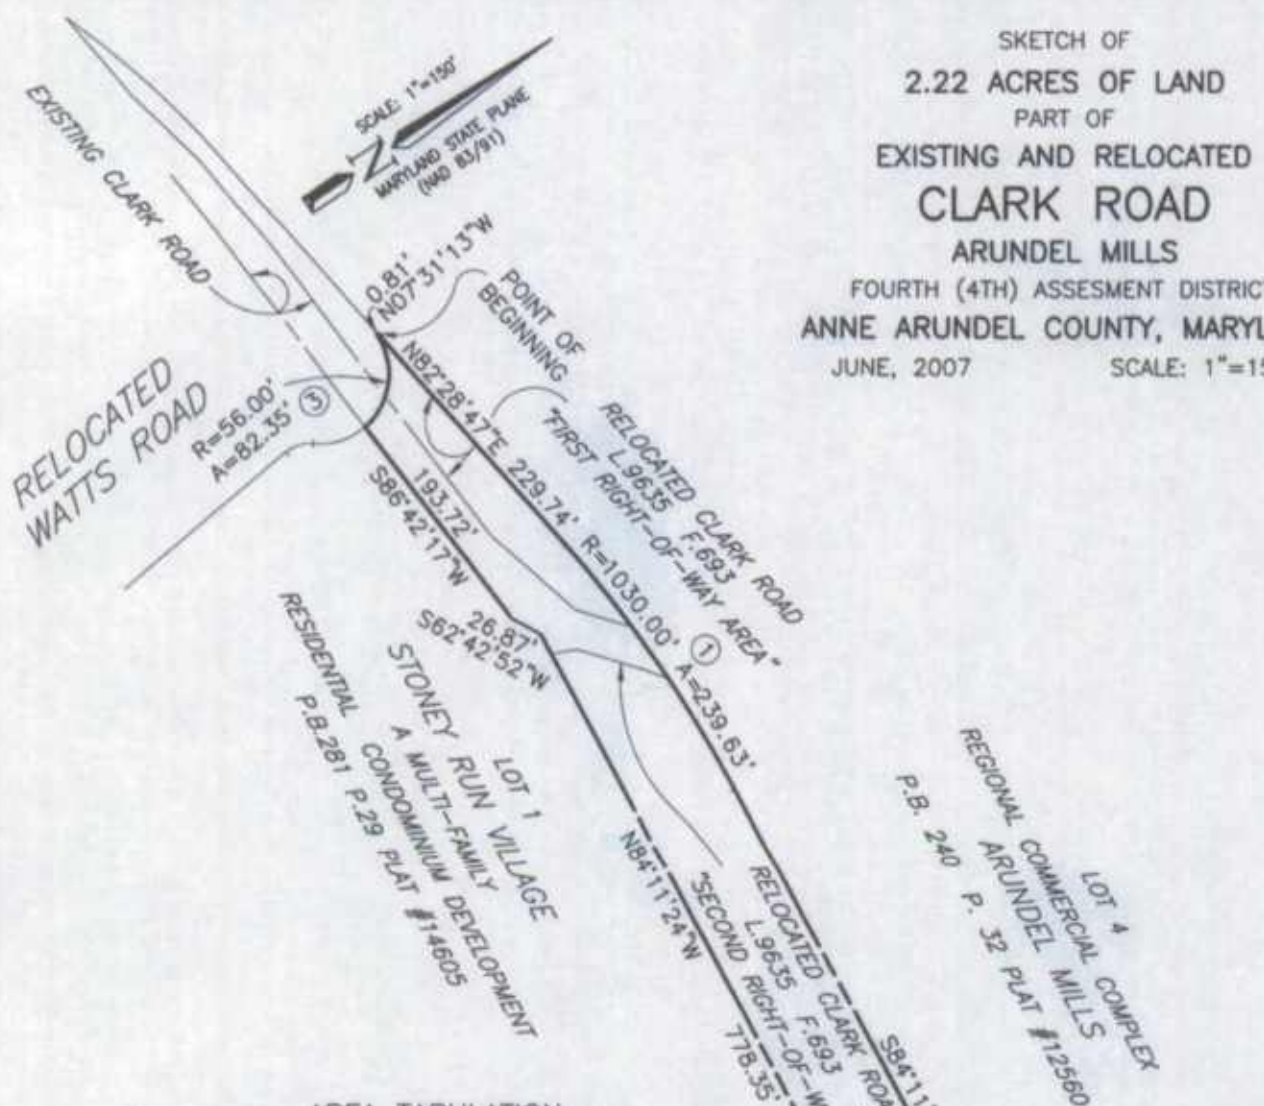 SKETCH OF
2.22 ACRES OF LAND
PART OF
EXISTING AND RELOCATED
CLARK ROAD
ARUNDEL MILLS
FOURTH (4TH) ASSESMENT DISTRIC
ANNE ARUNDEL COUNTY, MARYL
JUNE, 2007 SCALE: 1"=15
SCALE: 1"=150'
N
MARYLAND STATE PLANE
(NAD 83/91)
EXISTING CLARK ROAD
0.81'
N07°31'13"W
POINT OF
BEGINNING
RELOCATED
WATTS ROAD
R=56.00'
A=82.35'
3
N82°28'47"E 229.74'
R=1030.00' A=239.63'
1
RELOCATED CLARK ROAD
L.9635 F.693
"FIRST RIGHT-OF-WAY AREA"
193.72'
S86°42'17"W
26.87'
S62°42'52"W
LOT 1
STONEY RUN VILLAGE
A MULTI-FAMILY
RESIDENTIAL CONDOMINIUM DEVELOPMENT
P.B.281 P.29 PLAT #14605
N84°11'24"W
778.35'
RELOCATED CLARK ROA
L.9635 F.693
"SECOND RIGHT-OF-W
S84°11'
LOT 4
REGIONAL COMMERCIAL COMPLEX
ARUNDEL MILLS
P.B. 240 P. 32 PLAT #12560
AREA TABULATION